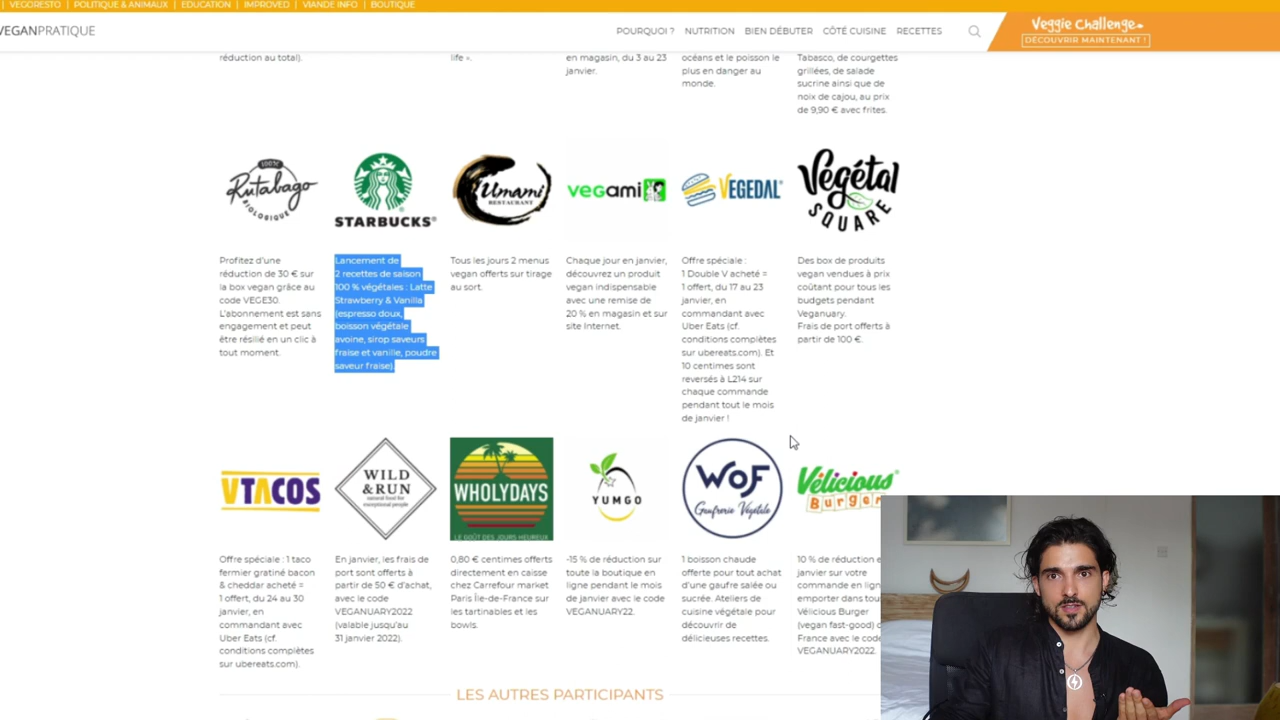 | VEGORESTO | POLITIQUE & ANIMAUX | EDUCATION | IMPROVED | VIANDE INFO | BOUTIQUE
VEGANPRATIQUE
POURQUOI ? NUTRITION BIEN DÉBUTER CÔTÉ CUISINE RECETTES
Veggie Challenge
DÉCOUVRIR MAINTENANT !
réduction au total).
life ».
en magasin, du 3 au 23
janvier.
océans et le poisson le
plus en danger au
monde.
Tabasco, de courgettes
grillées, de salade
sucrine ainsi que de
noix de cajou, au prix
de 9,90 € avec frites.
100%
Rutabago
BIOLOGIQUE
Profitez d'une
réduction de 30 € sur
la box vegan grâce au
code VEGE30.
L'abonnement est sans
engagement et peut
être résilié en un clic à
tout moment.
STARBUCKS®
Lancement de
2 recettes de saison
100 % végétales : Latte
Strawberry & Vanilla
(espresso doux,
boisson végétale
avoine, sirop saveurs
fraise et vanille, poudre
saveur fraise).
Umami
RESTAURANT
Tous les jours 2 menus
vegan offerts sur tirage
au sort.
vegami
Chaque jour en janvier,
découvrez un produit
vegan indispensable
avec une remise de
20 % en magasin et sur
site Internet.
VEGEDAL
Offre spéciale :
1 Double V acheté =
1 offert, du 17 au 23
janvier, en
commandant avec
Uber Eats (cf.
conditions complètes
sur ubereats.com). Et
10 centimes sont
reversés à L214 sur
chaque commande
pendant tout le mois
de janvier !
Végétal
SQUARE
Des box de produits
vegan vendues à prix
coûtant pour tous les
budgets pendant
Veganuary.
Frais de port offerts à
partir de 100 €.
VTACOS
Offre spéciale : 1 taco
fermier gratiné bacon
& cheddar acheté =
1 offert, du 24 au 30
janvier, en
commandant avec
Uber Eats (cf.
conditions complètes
sur ubereats.com).
WILD
&RUN
natural food for
exceptional people
En janvier, les frais de
port sont offerts à
partir de 50 € d'achat,
avec le code
VEGANUARY2022
(valable jusqu'au
31 janvier 2022).
WHOLYDAYS
LE GOÛT DES JOURS HEUREUX
0,80 € centimes offerts
directement en caisse
chez Carrefour market
Paris Île-de-France sur
les tartinables et les
bowls.
YUMGO
-15 % de réduction sur
toute la boutique en
ligne pendant le mois
de janvier avec le code
VEGANUARY22.
WOF
Gaufrerie Végétale
1 boisson chaude
offerte pour tout achat
d'une gaufre salée ou
sucrée. Ateliers de
cuisine végétale pour
découvrir de
délicieuses recettes.
Vélicious
Burger
10 % de réduction e
janvier sur votre
commande en lign
emporter dans tou
Vélicious Burger
(vegan fast-good) d
France avec le code
VEGANUARY2022.
LES AUTRES PARTICIPANTS